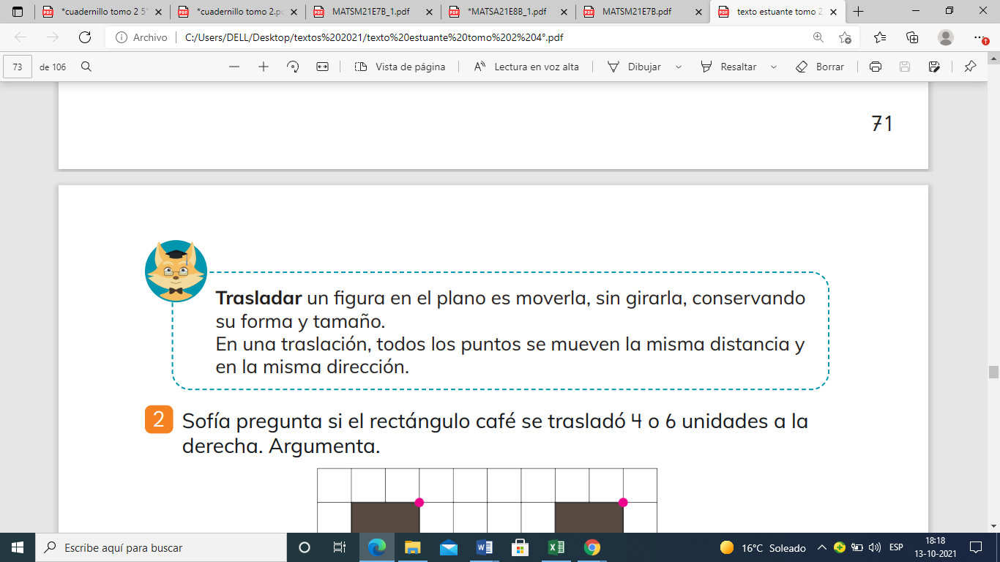 *cuadernillo tomo 2 5°
*cuadernillo tomo 2.pd
MATSM21E7B_1.pdf
*MATSA21E8B_1.pdf
MATSM21E7B.pdf
texto estuante tomo 2
Archivo
C:/Users/DELL/Desktop/textos%202021/texto%20estuante%20tomo%202%204°.pdf
73 de 106
Vista de página
Lectura en voz alta
Dibujar
Resaltar
Borrar
71
Trasladar un figura en el plano es moverla, sin girarla, conservando
su forma y tamaño.
En una traslación, todos los puntos se mueven la misma distancia y
en la misma dirección.
2 Sofía pregunta si el rectángulo café se trasladó 4 o 6 unidades a la
derecha. Argumenta.
Escribe aquí para buscar
16°C Soleado
ESP
18:18
13-10-2021